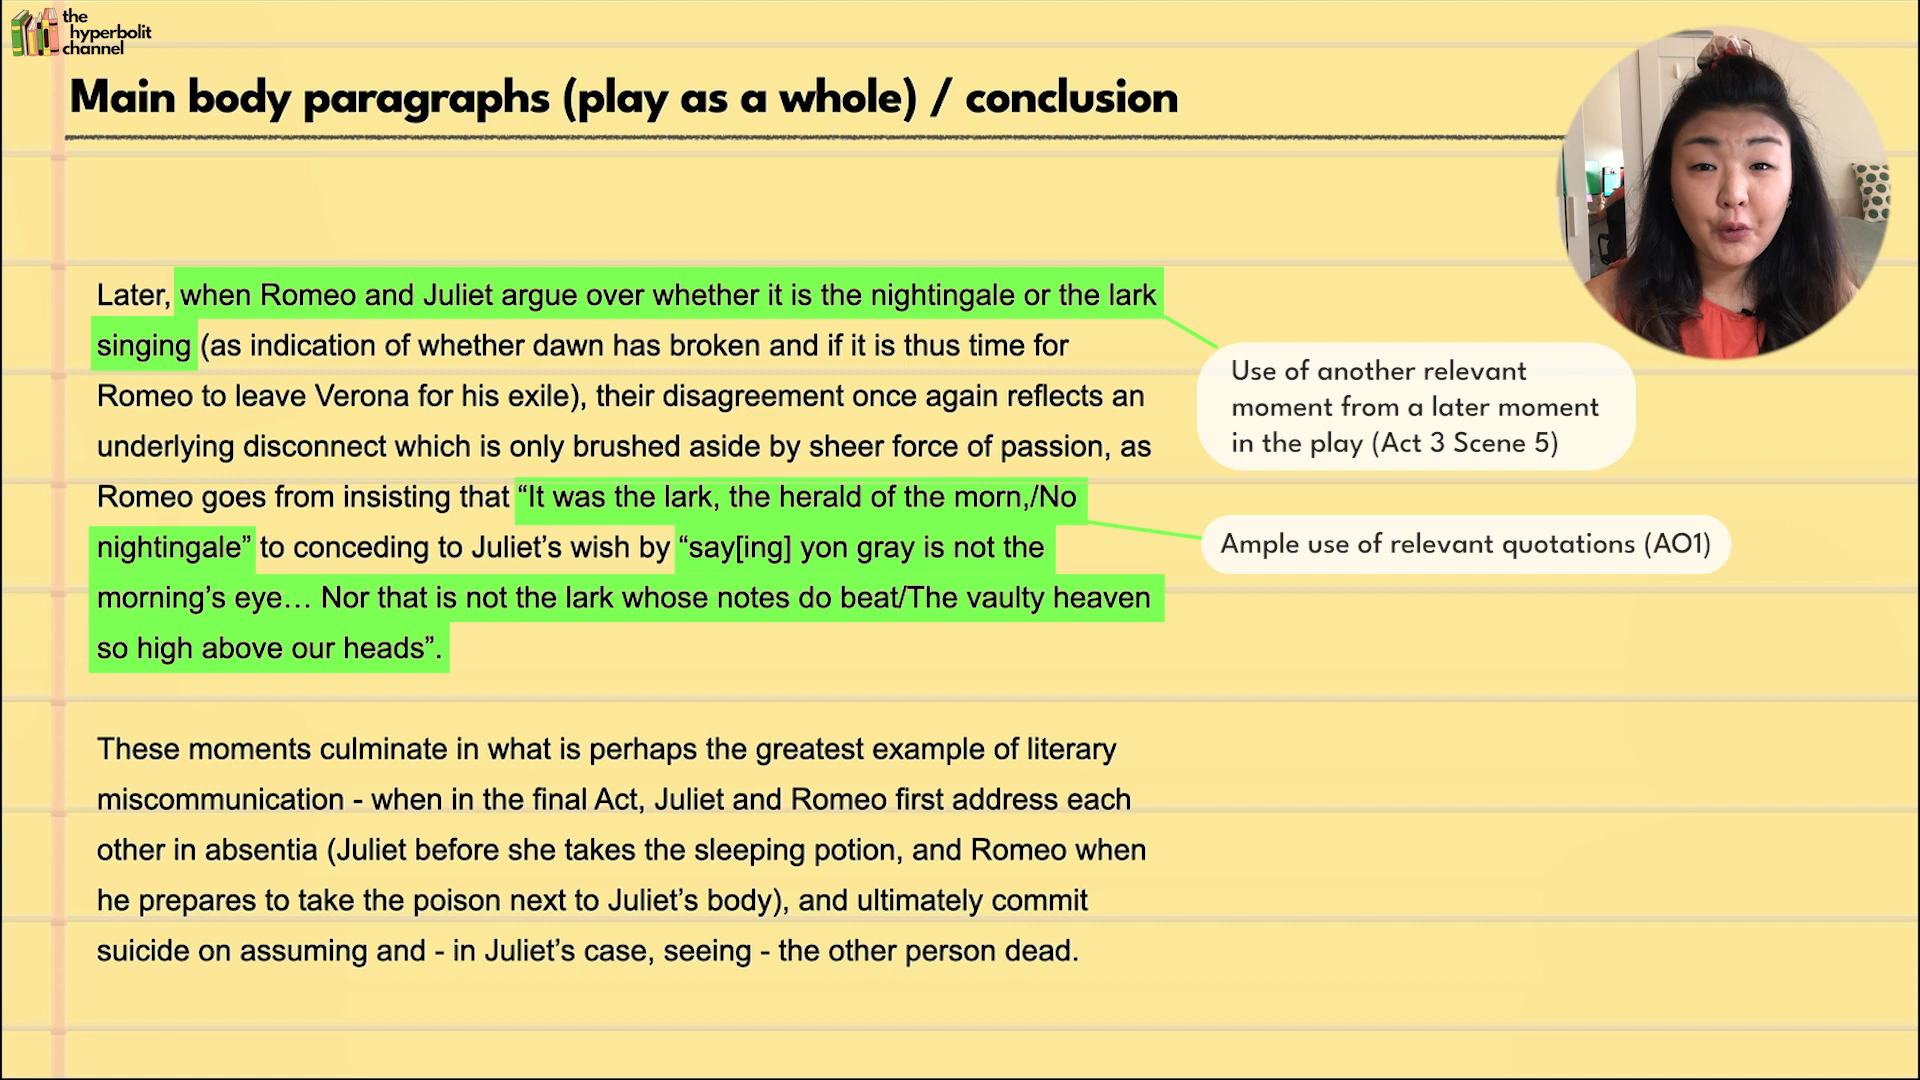 the
hyperbolit
channel
Main body paragraphs (play as a whole) / conclusion
Later, when Romeo and Juliet argue over whether it is the nightingale or the lark
singing (as indication of whether dawn has broken and if it is thus time for
Romeo to leave Verona for his exile), their disagreement once again reflects an
underlying disconnect which is only brushed aside by sheer force of passion, as
Romeo goes from insisting that “It was the lark, the herald of the morn,/No
nightingale” to conceding to Juliet’s wish by “say[ing] yon gray is not the
morning’s eye… Nor that is not the lark whose notes do beat/The vaulty heaven
so high above our heads”.
Use of another relevant
moment from a later moment
in the play (Act 3 Scene 5)
Ample use of relevant quotations (AO1)
These moments culminate in what is perhaps the greatest example of literary
miscommunication - when in the final Act, Juliet and Romeo first address each
other in absentia (Juliet before she takes the sleeping potion, and Romeo when
he prepares to take the poison next to Juliet’s body), and ultimately commit
suicide on assuming and - in Juliet’s case, seeing - the other person dead.